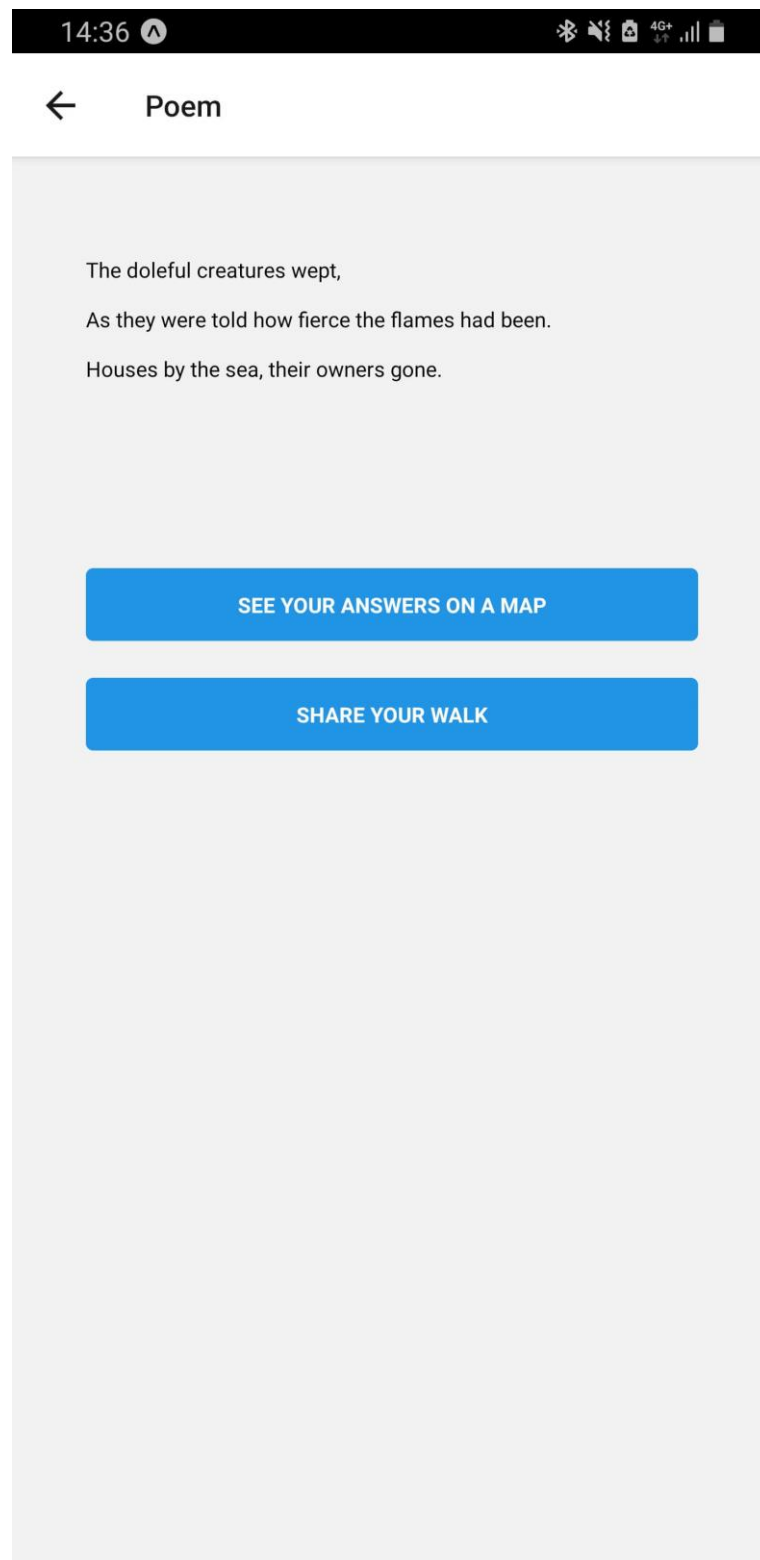 14:36
4G+
Poem
The doleful creatures wept,
As they were told how fierce the flames had been.
Houses by the sea, their owners gone.
SEE YOUR ANSWERS ON A MAP
SHARE YOUR WALK